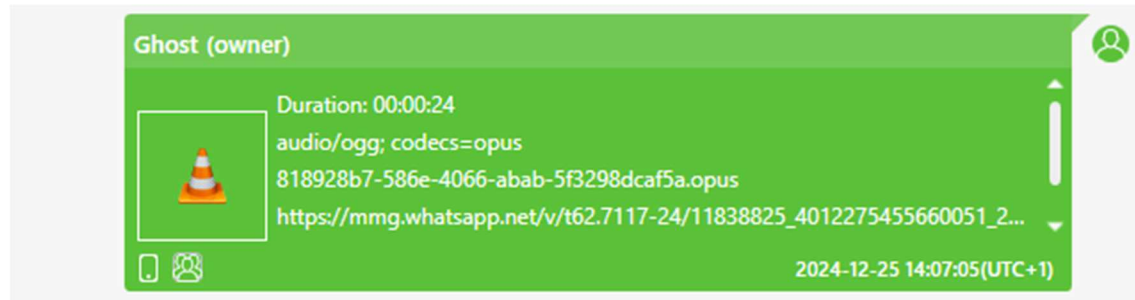 Ghost (owner)
Duration: 00:00:24
audio/ogg; codecs=opus
818928b7-586e-4066-abab-5f3298dcaf5a.opus
https://mmg.whatsapp.net/v/t62.7117-24/11838825_4012275455660051_2...
2024-12-25 14:07:05(UTC+1)